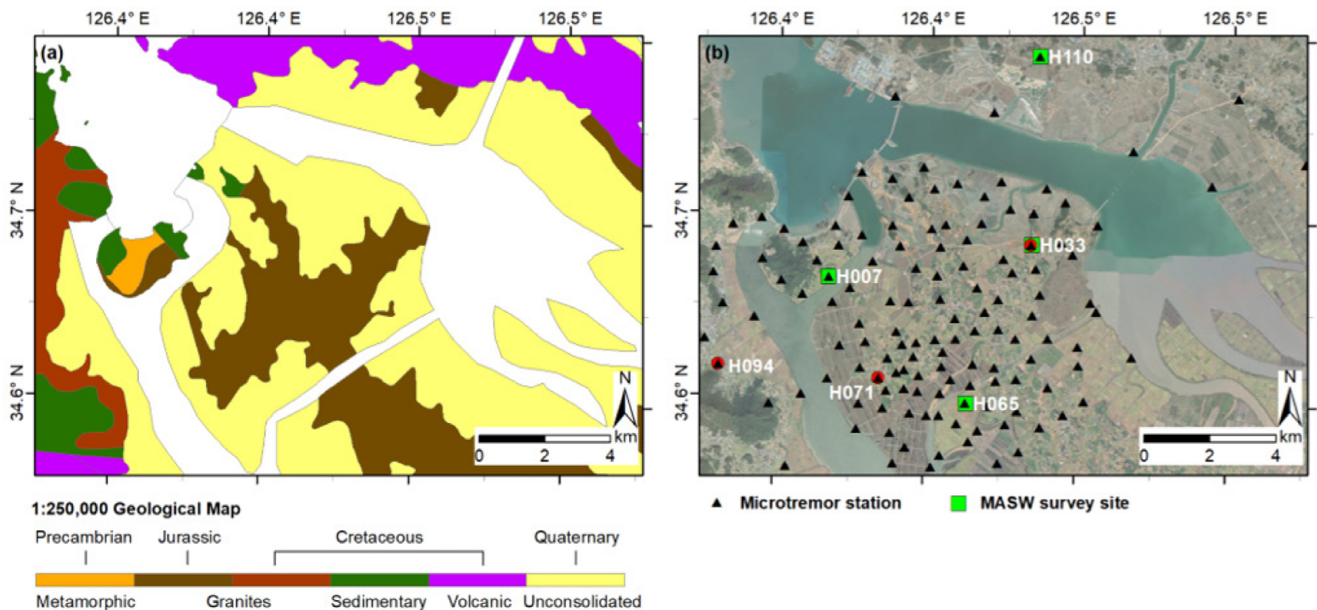 126.4° E 126.4° E 126.5° E 126.5° E
126.4° E 126.4° E 126.5° E 126.5° E
(a)
34.7° N
34.6° N
N
0 2 4
km
(b)
H110
H033
H007
H094
H071
H065
34.7° N
34.6° N
N
0 2 4
km
1:250,000 Geological Map
Precambrian Jurassic Cretaceous Quaternary
Metamorphic Granites Sedimentary Volcanic Unconsolidated
Microtremor station MASW survey site